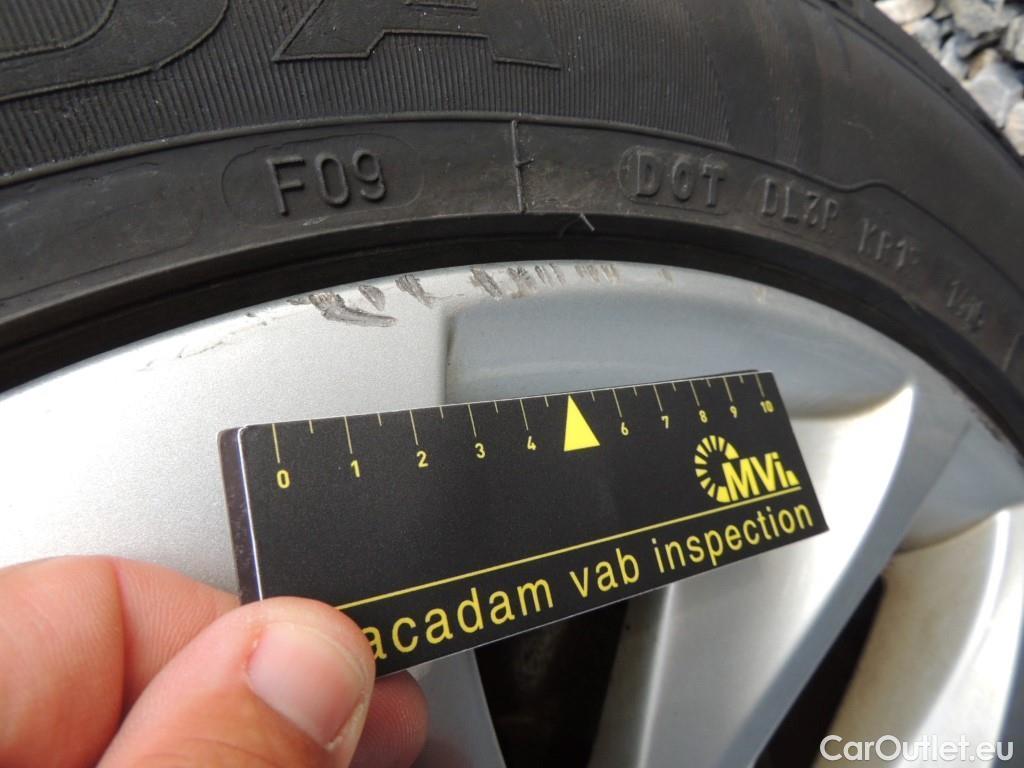 F09
DOT
0 1 2 3 4 6 7 8 9 10
MVi
acadam vab inspection
CarOutlet.eu